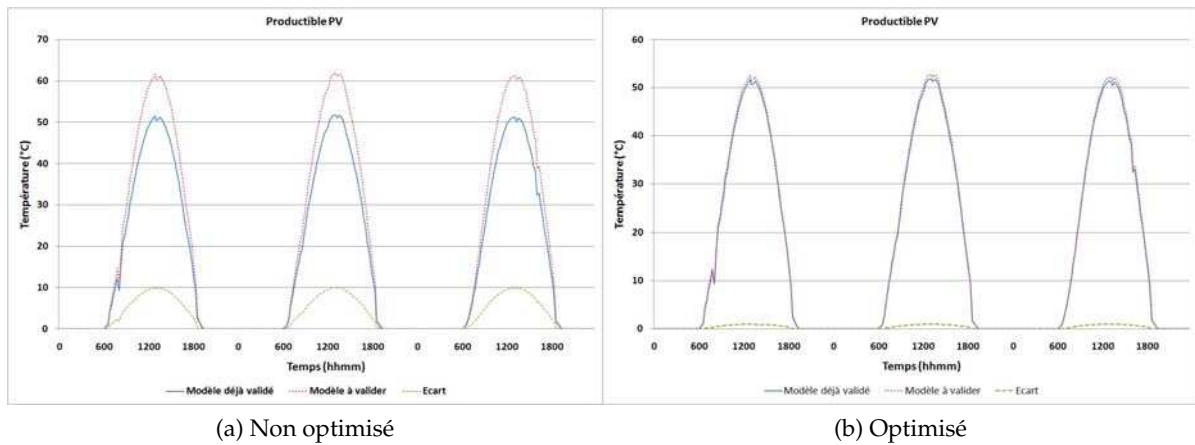 Productible PV
70
60
50
40
30
20
10
0
Température (°C)
0 600 1200 1800 0 600 1200 1800 0 600 1200 1800
Temps (hhmm)
Modèle déjà validé Modèle à valider Ecart
(a) Non optimisé
Productible PV
60
50
40
30
20
10
0
Température (°C)
0 600 1200 1800 0 600 1200 1800 0 600 1200 1800
Temps (hhmm)
Modèle déjà validé Modèle à valider Ecart
(b) Optimisé